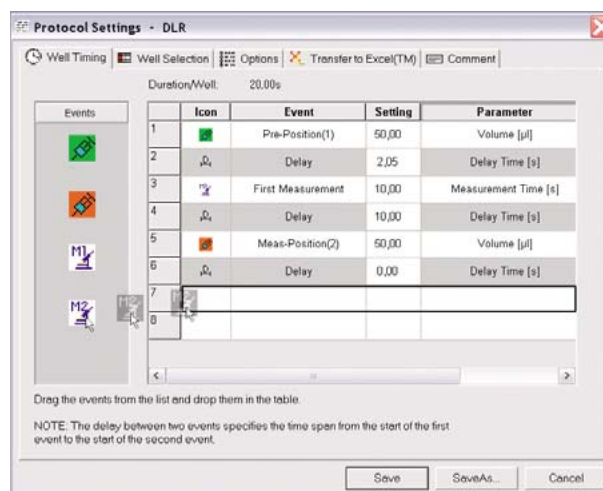 Protocol Settings - DLR
Well Timing Well Selection Options Transfer to Excel(TM) Comment
Duration/Well: 20.00s
Events
Icon Event Setting Parameter
1 Pre-Position(1) 50,00 Volume [µl]
2 Delay 2,05 Delay Time [s]
3 First Measurement 10,00 Measurement Time [s]
4 Delay 10,00 Delay Time [s]
5 Meas-Position(2) 50,00 Volume [µl]
6 Delay 0,00 Delay Time [s]
7
8
M1
M2 M2 M2
Drag the events from the list and drop them in the table.
NOTE: The delay between two events specifies the time span from the start of the first
event to the start of the second event.
Save SaveAs... Cancel